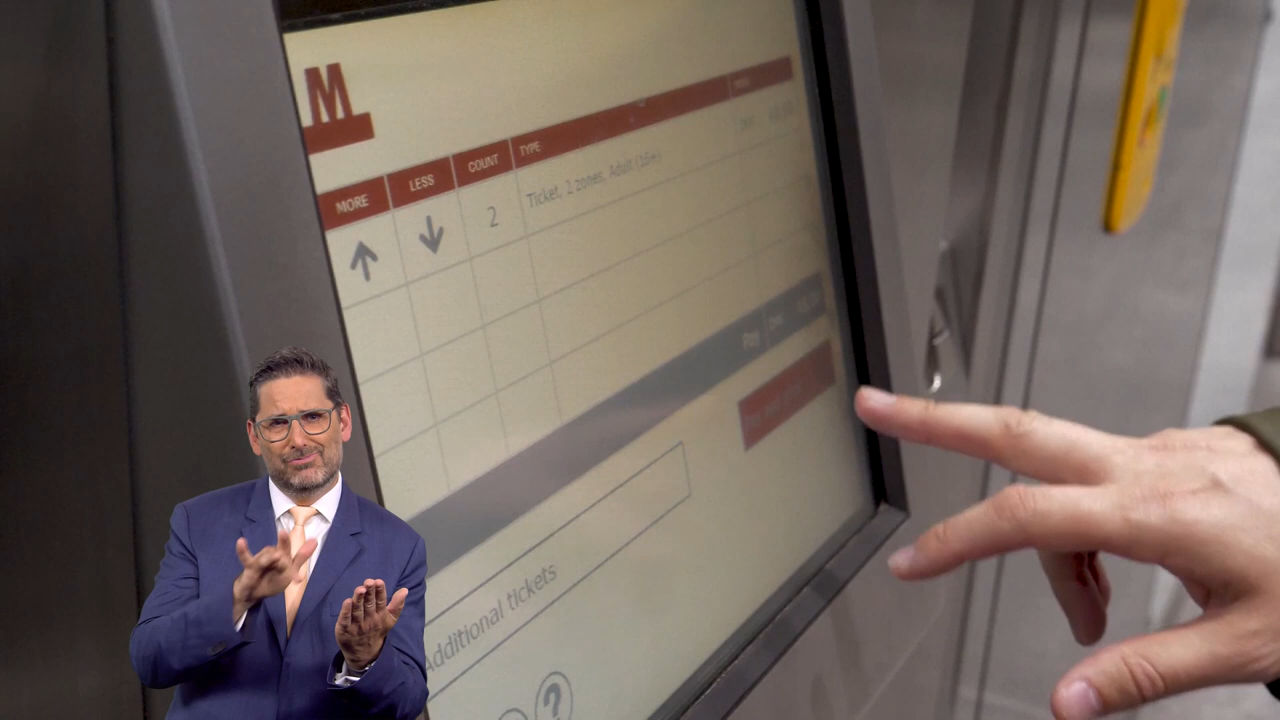 M
MORE LESS COUNT TYPE
2 Ticket, 2 zones, Adult (16+)
Pay
Additional tickets
?